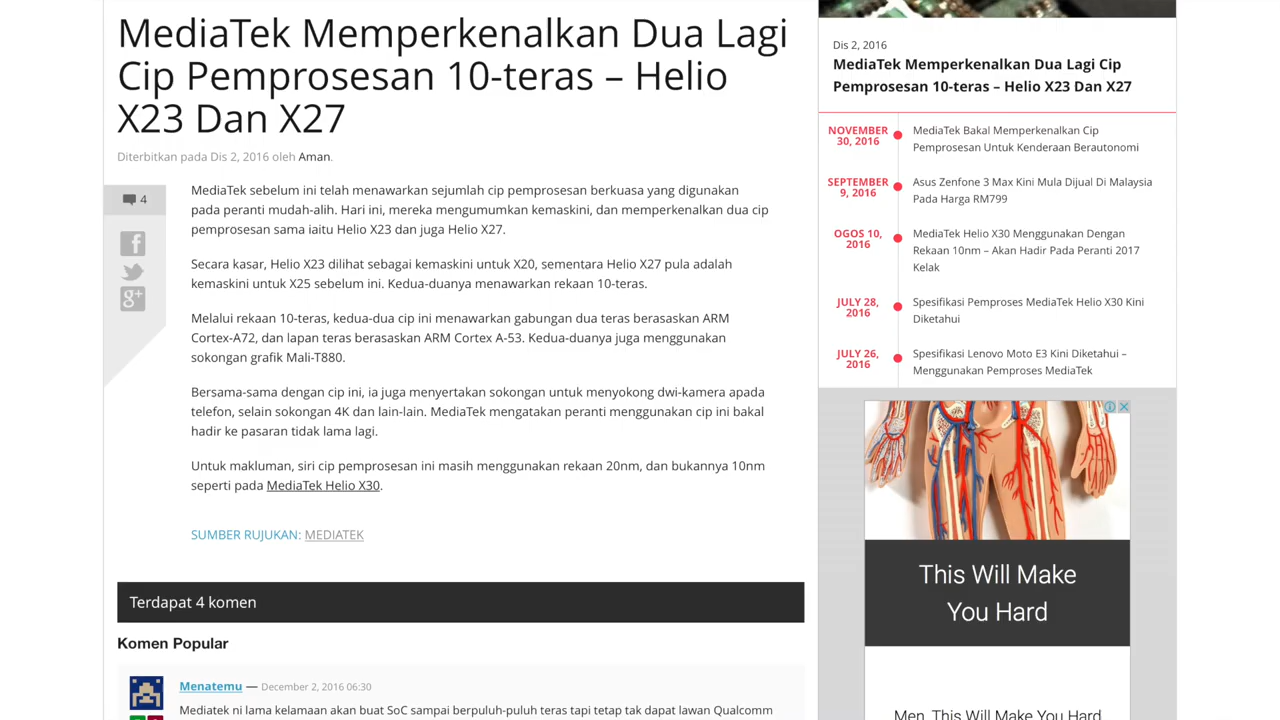 MediaTek Memperkenalkan Dua Lagi
Cip Pemprosesan 10-teras – Helio
X23 Dan X27
Diterbitkan pada Dis 2, 2016 oleh Aman.
4
MediaTek sebelum ini telah menawarkan sejumlah cip pemprosesan berkuasa yang digunakan
pada peranti mudah-alih. Hari ini, mereka mengumumkan kemaskini, dan memperkenalkan dua cip
pemprosesan sama iaitu Helio X23 dan juga Helio X27.
Secara kasar, Helio X23 dilihat sebagai kemaskini untuk X20, sementara Helio X27 pula adalah
kemaskini untuk X25 sebelum ini. Kedua-duanya menawarkan rekaan 10-teras.
Melalui rekaan 10-teras, kedua-dua cip ini menawarkan gabungan dua teras berasaskan ARM
Cortex-A72, dan lapan teras berasaskan ARM Cortex A-53. Kedua-duanya juga menggunakan
sokongan grafik Mali-T880.
Bersama-sama dengan cip ini, ia juga menyertakan sokongan untuk menyokong dwi-kamera apada
telefon, selain sokongan 4K dan lain-lain. MediaTek mengatakan peranti menggunakan cip ini bakal
hadir ke pasaran tidak lama lagi.
Untuk makluman, siri cip pemprosesan ini masih menggunakan rekaan 20nm, dan bukannya 10nm
seperti pada MediaTek Helio X30.
SUMBER RUJUKAN: MEDIATEK
Terdapat 4 komen
Komen Popular
Menatemu — December 2, 2016 06:30
Mediatek ni lama kelamaan akan buat SoC sampai berpuluh-puluh teras tapi tetap tak dapat lawan Qualcomm
Dis 2, 2016
MediaTek Memperkenalkan Dua Lagi Cip
Pemprosesan 10-teras – Helio X23 Dan X27
NOVEMBER
30, 2016
MediaTek Bakal Memperkenalkan Cip
Pemprosesan Untuk Kenderaan Berautonomi
SEPTEMBER
9, 2016
Asus Zenfone 3 Max Kini Mula Dijual Di Malaysia
Pada Harga RM799
OGOS 10,
2016
MediaTek Helio X30 Menggunakan Dengan
Rekaan 10nm – Akan Hadir Pada Peranti 2017
Kelak
JULY 28,
2016
Spesifikasi Pemproses MediaTek Helio X30 Kini
Diketahui
JULY 26,
2016
Spesifikasi Lenovo Moto E3 Kini Diketahui –
Menggunakan Pemproses MediaTek
This Will Make
You Hard
Men, This Will Make You Hard